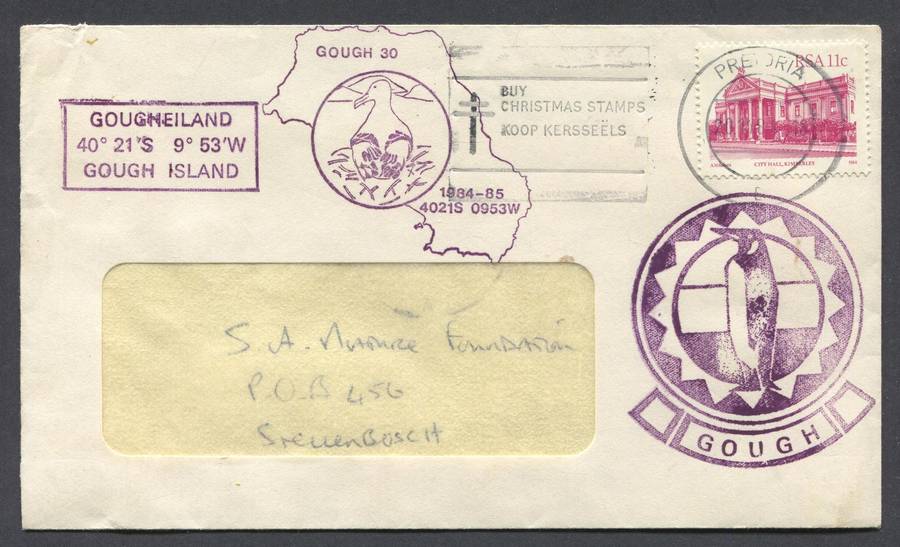 GOUGH 30
GOUGHEILAND
40° 21'S 9° 53'W
GOUGH ISLAND
1984-85
4021S 0953W
BUY
CHRISTMAS STAMPS
KOOP KERSSEËLS
PRETORIA
RSA 11c
CITY HALL, KIMBERLEY
GOUGH
S. A. Nature Foundation
P.O.B 456
Stellenbosch